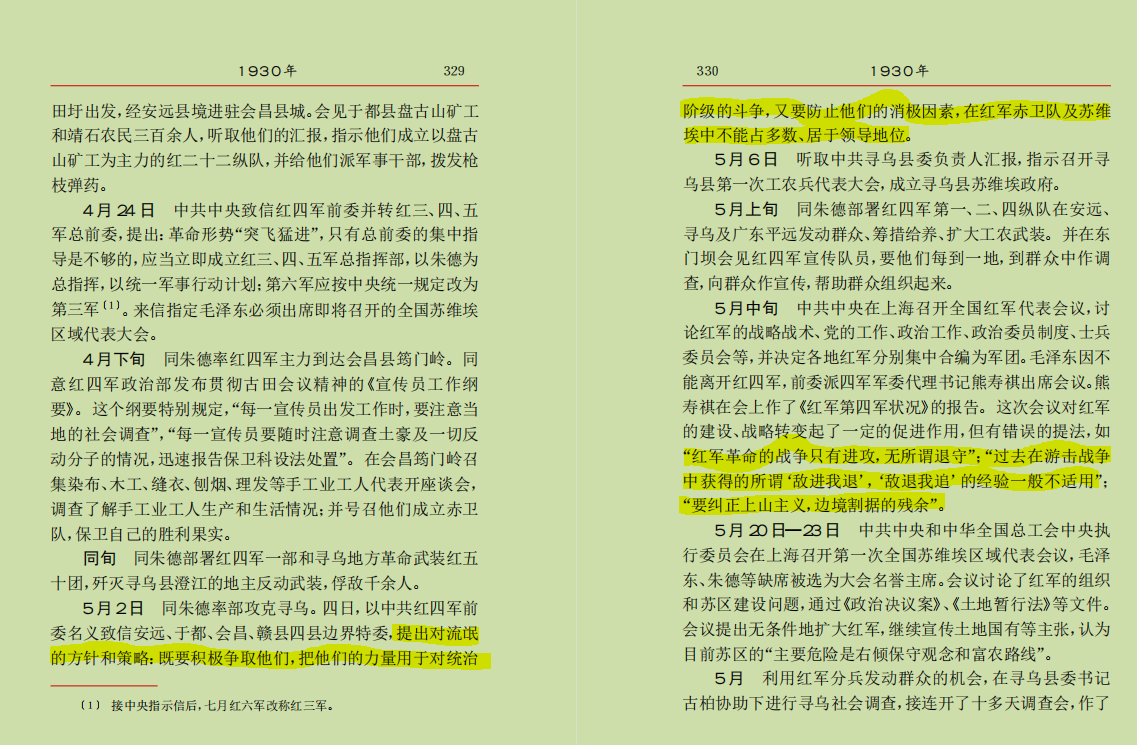 1930年 329
田圩出发，经安远县境进驻会昌县城。会见于都县盘古山矿工
和靖石农民三百余人，听取他们的汇报，指示他们成立以盘古
山矿工为主力的红二十二纵队，并给他们派军事干部，拨发枪
枝弹药。
4月24日 中共中央致信红四军前委并转红三、四、五
军总前委，提出：革命形势“突飞猛进”，只有总前委的集中指
导是不够的，应当立即成立红三、四、五军总指挥部，以朱德为
总指挥，以统一军事行动计划；第六军应按中央统一规定改为
第三军〔1〕。来信指定毛泽东必须出席即将召开的全国苏维埃
区域代表大会。
4月下旬 同朱德率红四军主力到达会昌县筠门岭。同
意红四军政治部发布贯彻古田会议精神的《宣传员工作纲
要》。这个纲要特别规定，“每一宣传员出发工作时，要注意当
地的社会调查”，“每一宣传员要随时注意调查土豪及一切反
动分子的情况，迅速报告保卫科设法处置”。在会昌筠门岭召
集染布、木工、缝衣、刨烟、理发等手工业工人代表开座谈会，
调查了解手工业工人生产和生活情况；并号召他们成立赤卫
队，保卫自己的胜利果实。
同旬 同朱德部署红四军一部和寻乌地方革命武装红五
十团，歼灭寻乌县澄江的地主反动武装，俘敌千余人。
5月2日 同朱德率部攻克寻乌。四日，以中共红四军前
委名义致信安远、于都、会昌、赣县四县边界特委，提出对流氓
的方针和策略：既要积极争取他们，把他们的力量用于对统治
〔1〕 接中央指示信后，七月红六军改称红三军。
330 1930年
阶级的斗争，又要防止他们的消极因素，在红军赤卫队及苏维
埃中不能占多数、居于领导地位。
5月6日 听取中共寻乌县委负责人汇报，指示召开寻
乌县第一次工农兵代表大会，成立寻乌县苏维埃政府。
5月上旬 同朱德部署红四军第一、二、四纵队在安远、
寻乌及广东平远发动群众、筹措给养、扩大工农武装。并在东
门坝会见红四军宣传队员，要他们每到一地，到群众中作调
查，向群众作宣传，帮助群众组织起来。
5月中旬 中共中央在上海召开全国红军代表会议，讨
论红军的战略战术、党的工作、政治工作、政治委员制度、士兵
委员会等，并决定各地红军分别集中合编为军团。毛泽东因不
能离开红四军，前委派四军军委代理书记熊寿祺出席会议。熊
寿祺在会上作了《红军第四军状况》的报告。这次会议对红军
的建设、战略转变起了一定的促进作用，但有错误的提法，如
“红军革命的战争只有进攻，无所谓退守”；“过去在游击战争
中获得的所谓‘敌进我退’，‘敌退我追’的经验一般不适用”；
“要纠正上山主义，边境割据的残余”。
5月20日—23日 中共中央和中华全国总工会中央执
行委员会在上海召开第一次全国苏维埃区域代表会议，毛泽
东、朱德等缺席被选为大会名誉主席。会议讨论了红军的组织
和苏区建设问题，通过《政治决议案》、《土地暂行法》等文件。
会议提出无条件地扩大红军，继续宣传土地国有等主张，认为
目前苏区的“主要危险是右倾保守观念和富农路线”。
5月 利用红军分兵发动群众的机会，在寻乌县委书记
古柏协助下进行寻乌社会调查，接连开了十多天调查会，作了